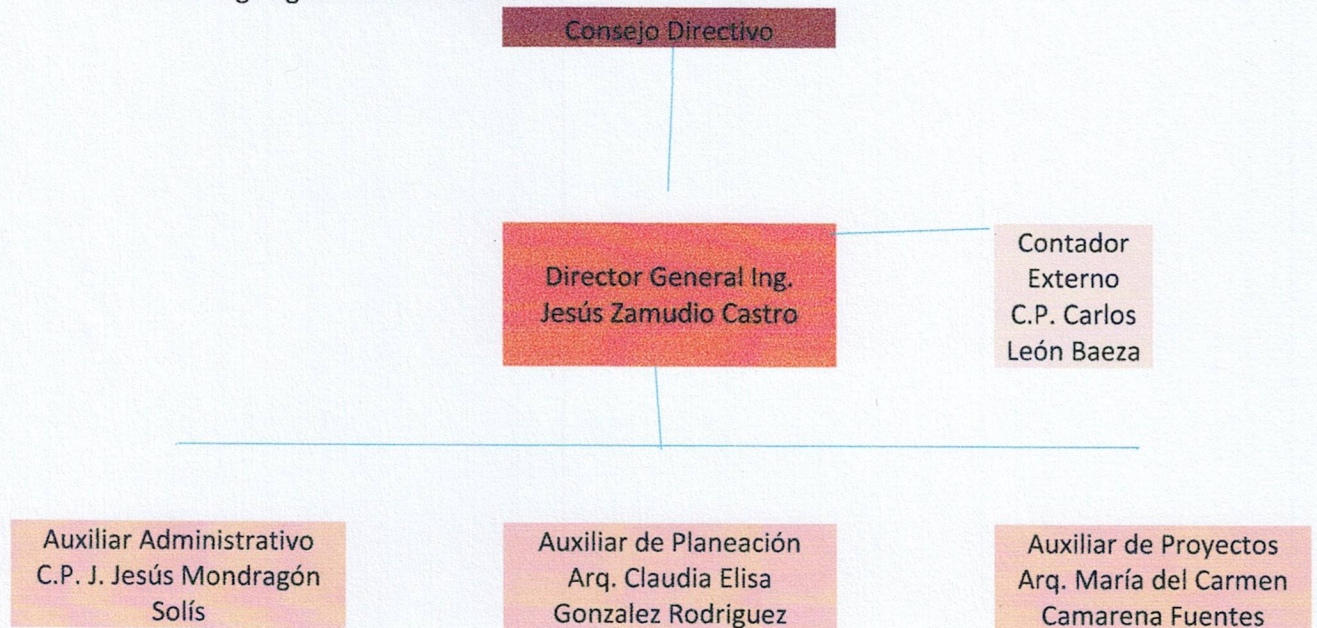 Consejo Directivo
Director General Ing.
Jesús Zamudio Castro
Contador
Externo
C.P. Carlos
León Baeza
Auxiliar Administrativo
C.P. J. Jesús Mondragón
Solís
Auxiliar de Planeación
Arq. Claudia Elisa
Gonzalez Rodriguez
Auxiliar de Proyectos
Arq. María del Carmen
Camarena Fuentes